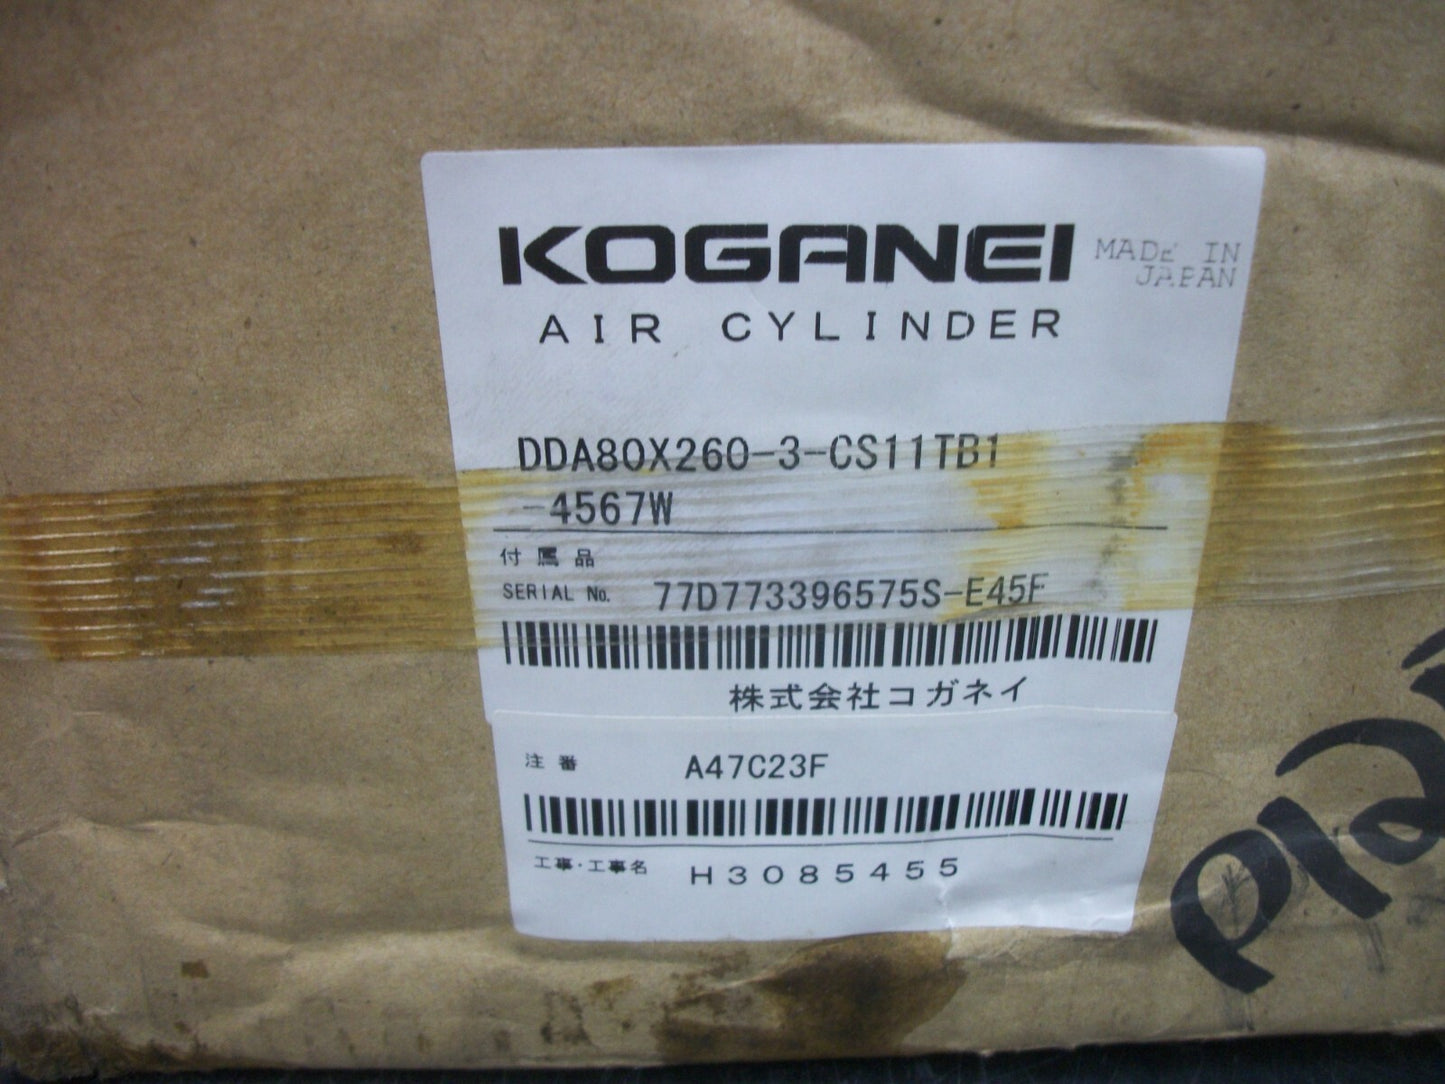 KOGANEI
MADE IN
JAPAN
AIR CYLINDER
DDA80X260-3-CS11TB1
-4567W
付属品
SERIAL No. 77D773396575S-E45F
株式会社コガネイ
注番 A47C23F
工事・工事名 H3085455